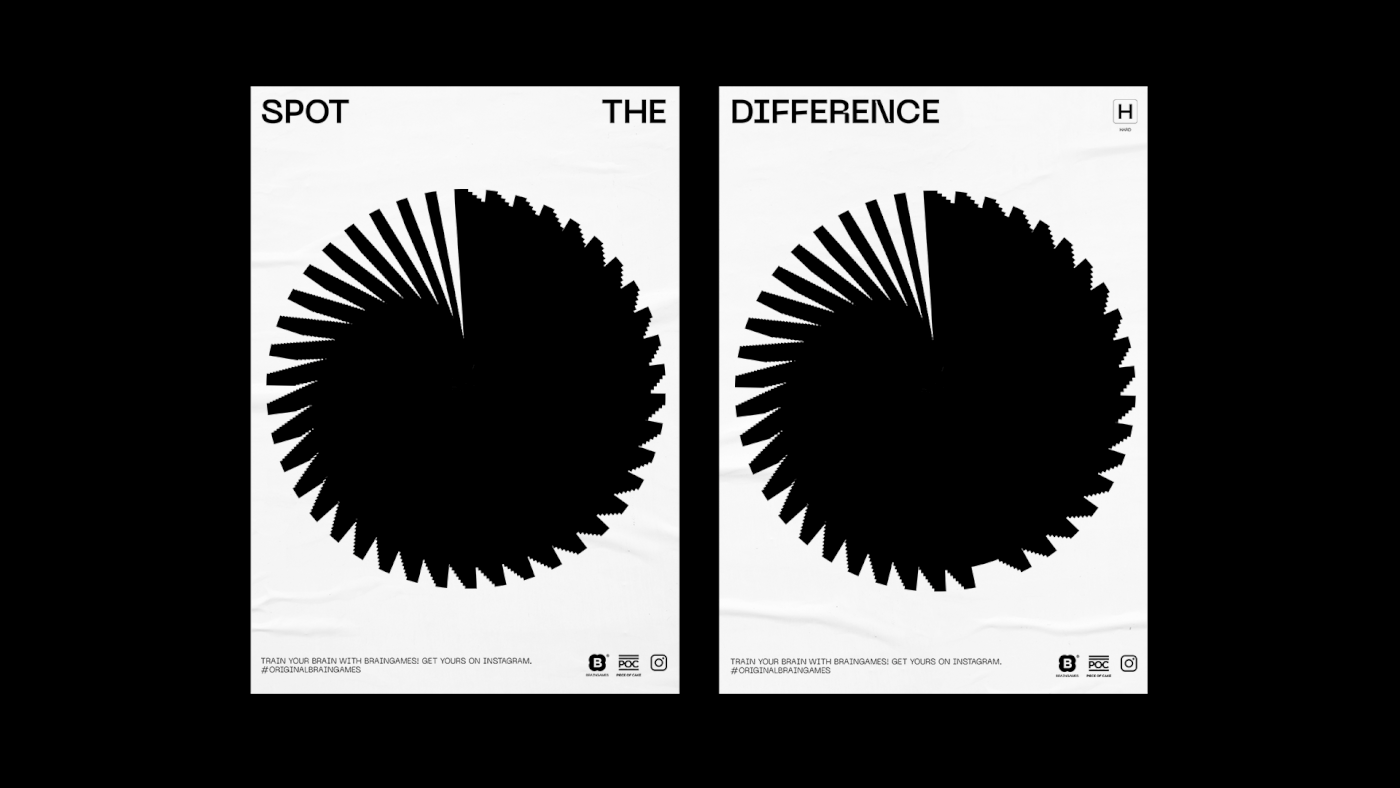 SPOT THE
TRAIN YOUR BRAIN WITH BRAINGAMES! GET YOURS ON INSTAGRAM.
#ORIGINALBRAINGAMES
B
BRAINGAMES
POC
PIECE OF CAKE
DIFFERENCE
H
HARD
TRAIN YOUR BRAIN WITH BRAINGAMES! GET YOURS ON INSTAGRAM.
#ORIGINALBRAINGAMES
B
BRAINGAMES
POC
PIECE OF CAKE